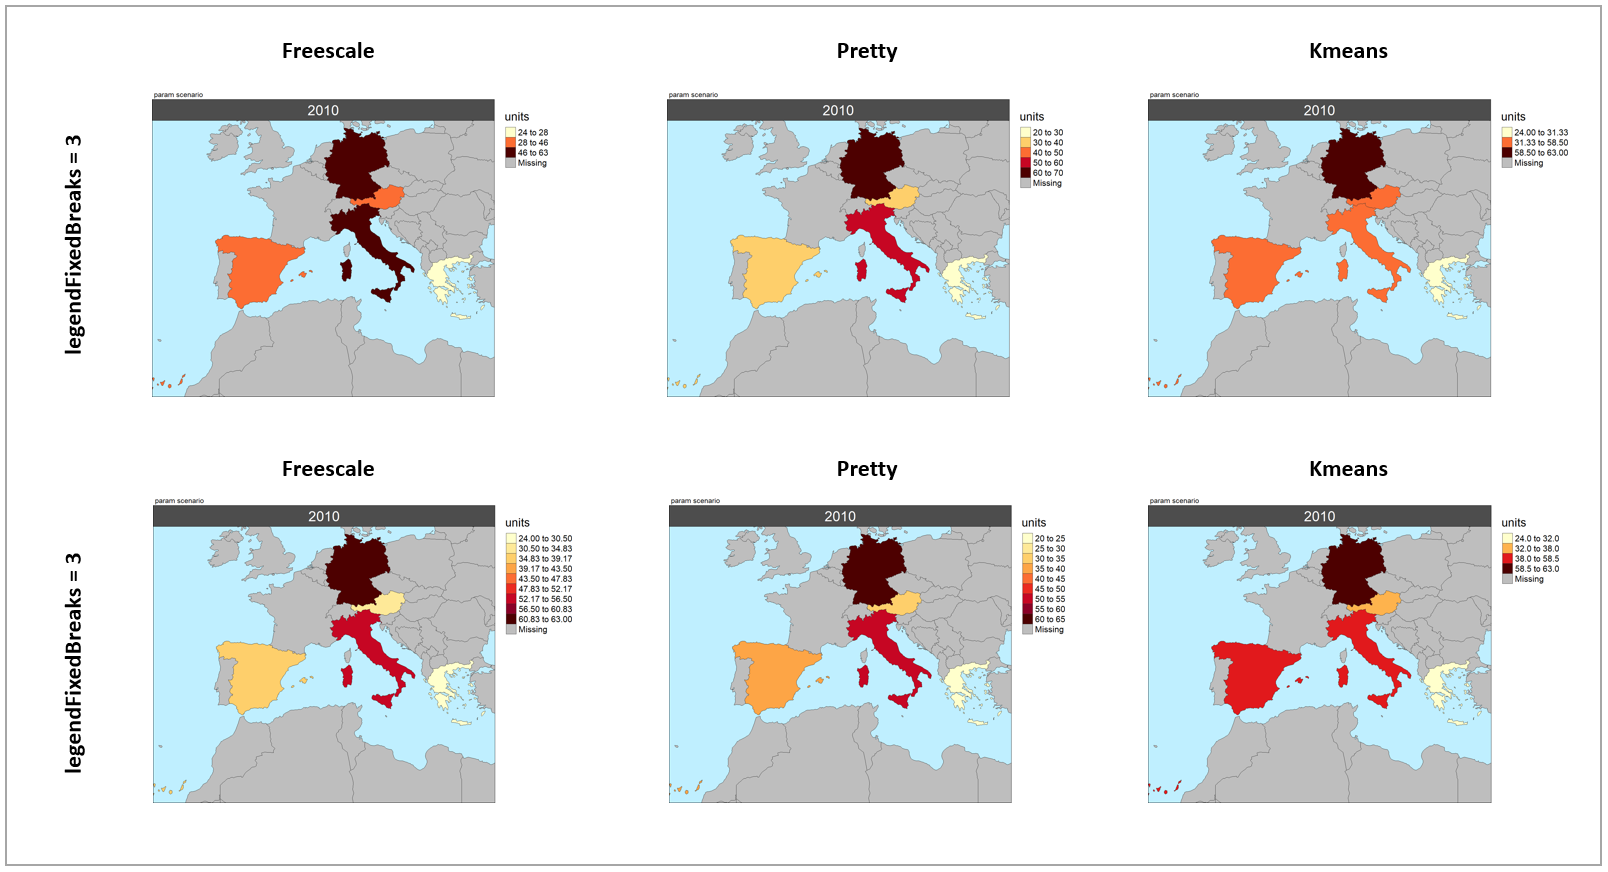 Freescale
Pretty
Kmeans
legendFixedBreaks = 3
param scenario
2010
units
24 to 28
28 to 46
46 to 63
Missing
param scenario
2010
units
20 to 30
30 to 40
40 to 50
50 to 60
60 to 70
Missing
param scenario
2010
units
24.00 to 31.33
31.33 to 58.50
58.50 to 63.00
Missing
Freescale
Pretty
Kmeans
legendFixedBreaks = 3
param scenario
2010
units
24.00 to 30.50
30.50 to 34.83
34.83 to 39.17
39.17 to 43.50
43.50 to 47.83
47.83 to 52.17
52.17 to 56.50
56.50 to 60.83
60.83 to 63.00
Missing
param scenario
2010
units
20 to 25
25 to 30
30 to 35
35 to 40
40 to 45
45 to 50
50 to 55
55 to 60
60 to 65
Missing
param scenario
2010
units
24.0 to 32.0
32.0 to 38.0
38.0 to 58.5
58.5 to 63.0
Missing